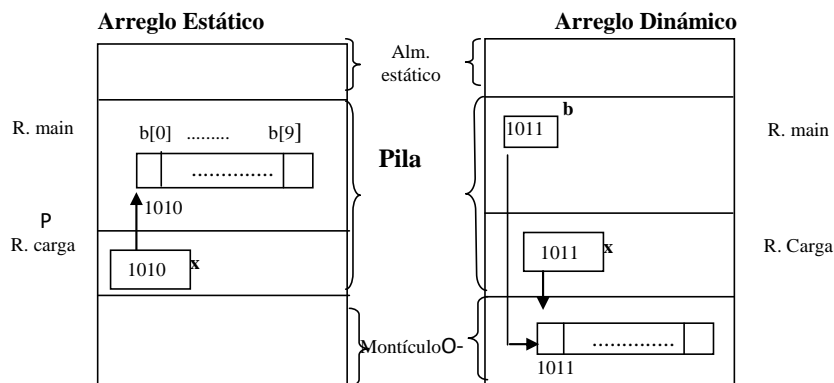 Arreglo Estático
Arreglo Dinámico
Alm.
estático
R. main
b[0] ......... b[9]
..............
1010
Pila
b
1011
R. main
P
R. carga
1010
x
1011
x
R. Carga
MontículoO-
..............
1011